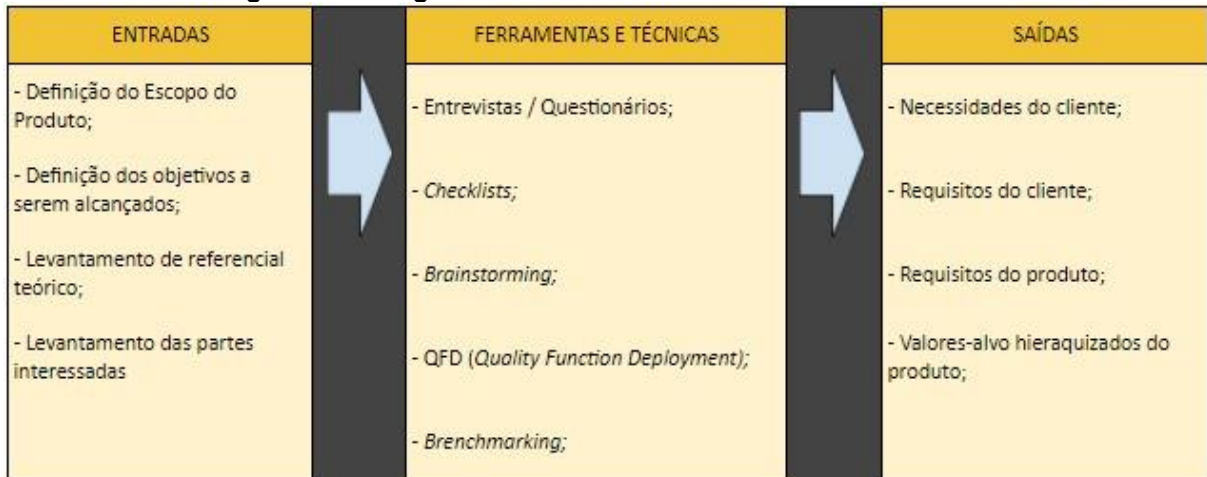 ENTRADAS
- Definição do Escopo do
Produto;
- Definição dos objetivos a
serem alcançados;
- Levantamento de referencial
teórico;
- Levantamento das partes
interessadas
FERRAMENTAS E TÉCNICAS
- Entrevistas / Questionários;
- Checklists;
- Brainstorming;
- QFD (Quality Function Deployment);
- Brenchmarking;
SAÍDAS
- Necessidades do cliente;
- Requisitos do cliente;
- Requisitos do produto;
- Valores-alvo hieraquizados do
produto;